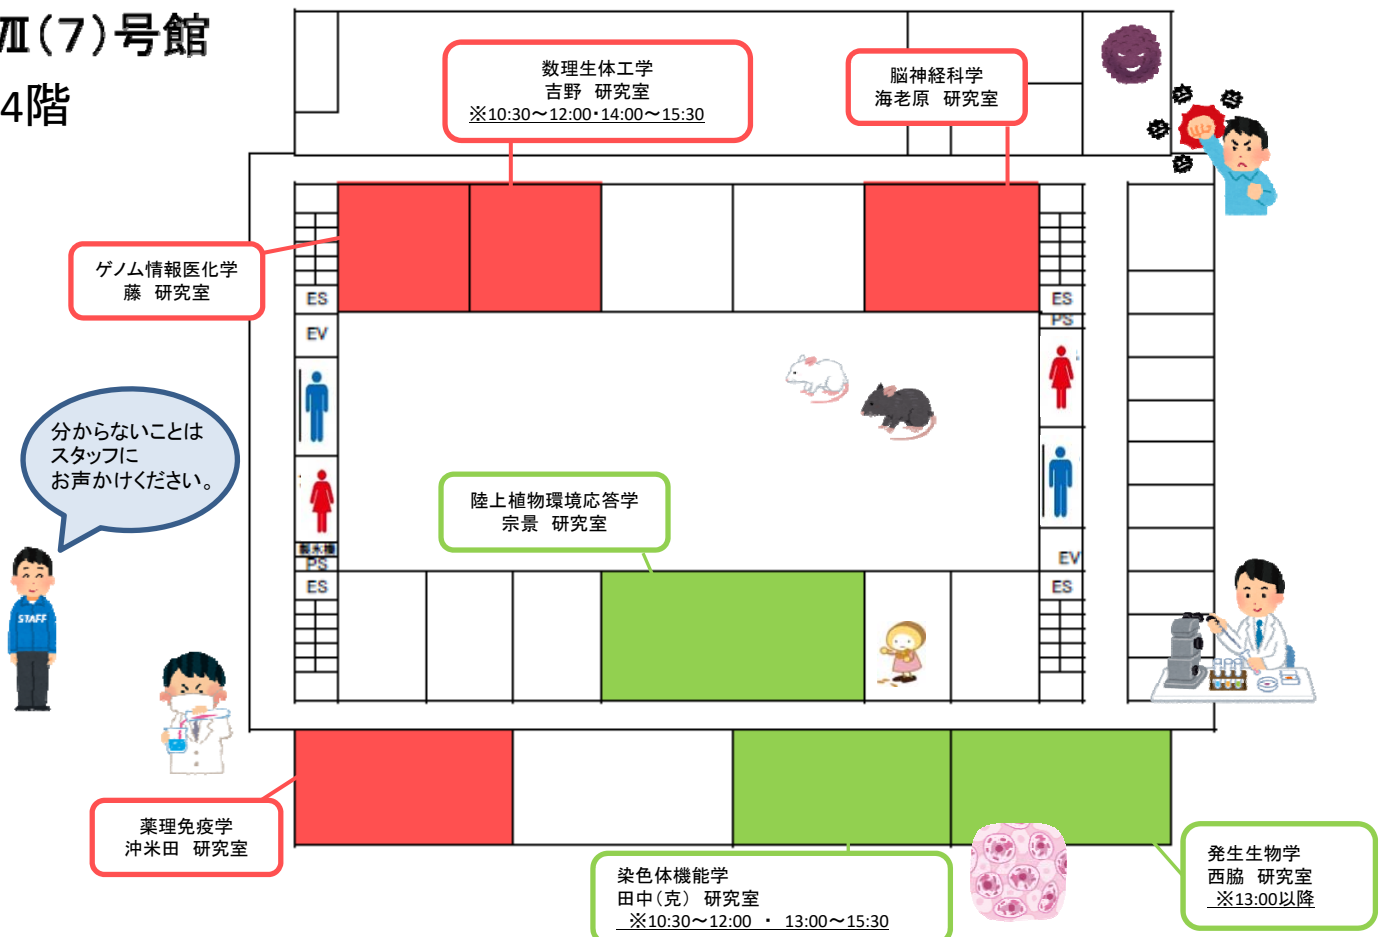 Ⅶ(7)号館
4階
数理生体工学
吉野 研究室
※10:30～12:00・14:00～15:30
脳神経科学
海老原 研究室
ゲノム情報医化学
藤 研究室
ES
EV
ES
PS
分からないことは
スタッフに
お声かけください。
陸上植物環境応答学
宗景 研究室
製氷機
PS
ES
EV
ES
STAFF
薬理免疫学
沖米田 研究室
染色体機能学
田中(克) 研究室
※10:30～12:00 ・ 13:00～15:30
発生生物学
西脇 研究室
※13:00以降